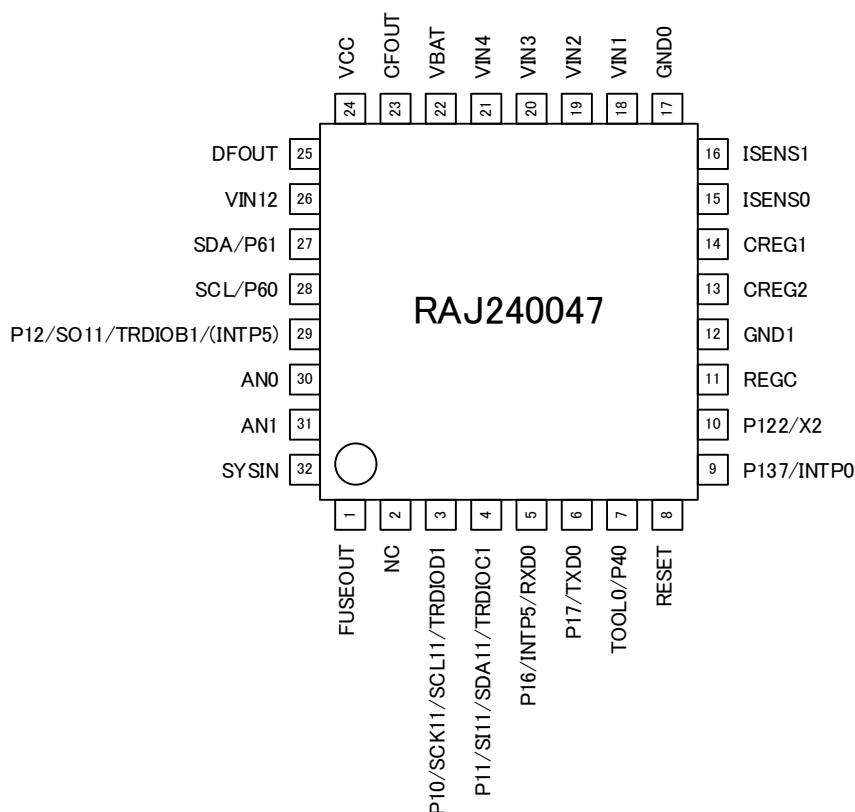 VCC
CFOUT
VBAT
VIN4
VIN3
VIN2
VIN1
GND0
24
23
22
21
20
19
18
17
DFOUT 25
VIN12 26
SDA/P61 27
SCL/P60 28
P12/SO11/TRDIOB1/(INTP5) 29
AN0 30
AN1 31
SYSIN 32
RAJ240047
16 ISENS1
15 ISENS0
14 CREG1
13 CREG2
12 GND1
11 REGC
10 P122/X2
9 P137/INTP0
1
2
3
4
5
6
7
8
FUSEOUT
NC
P10/SCK11/SCL11/TRDIOD1
P11/SI11/SDA11/TRDIOC1
P16/INTP5/RXD0
P17/TXD0
TOOL0/P40
RESET